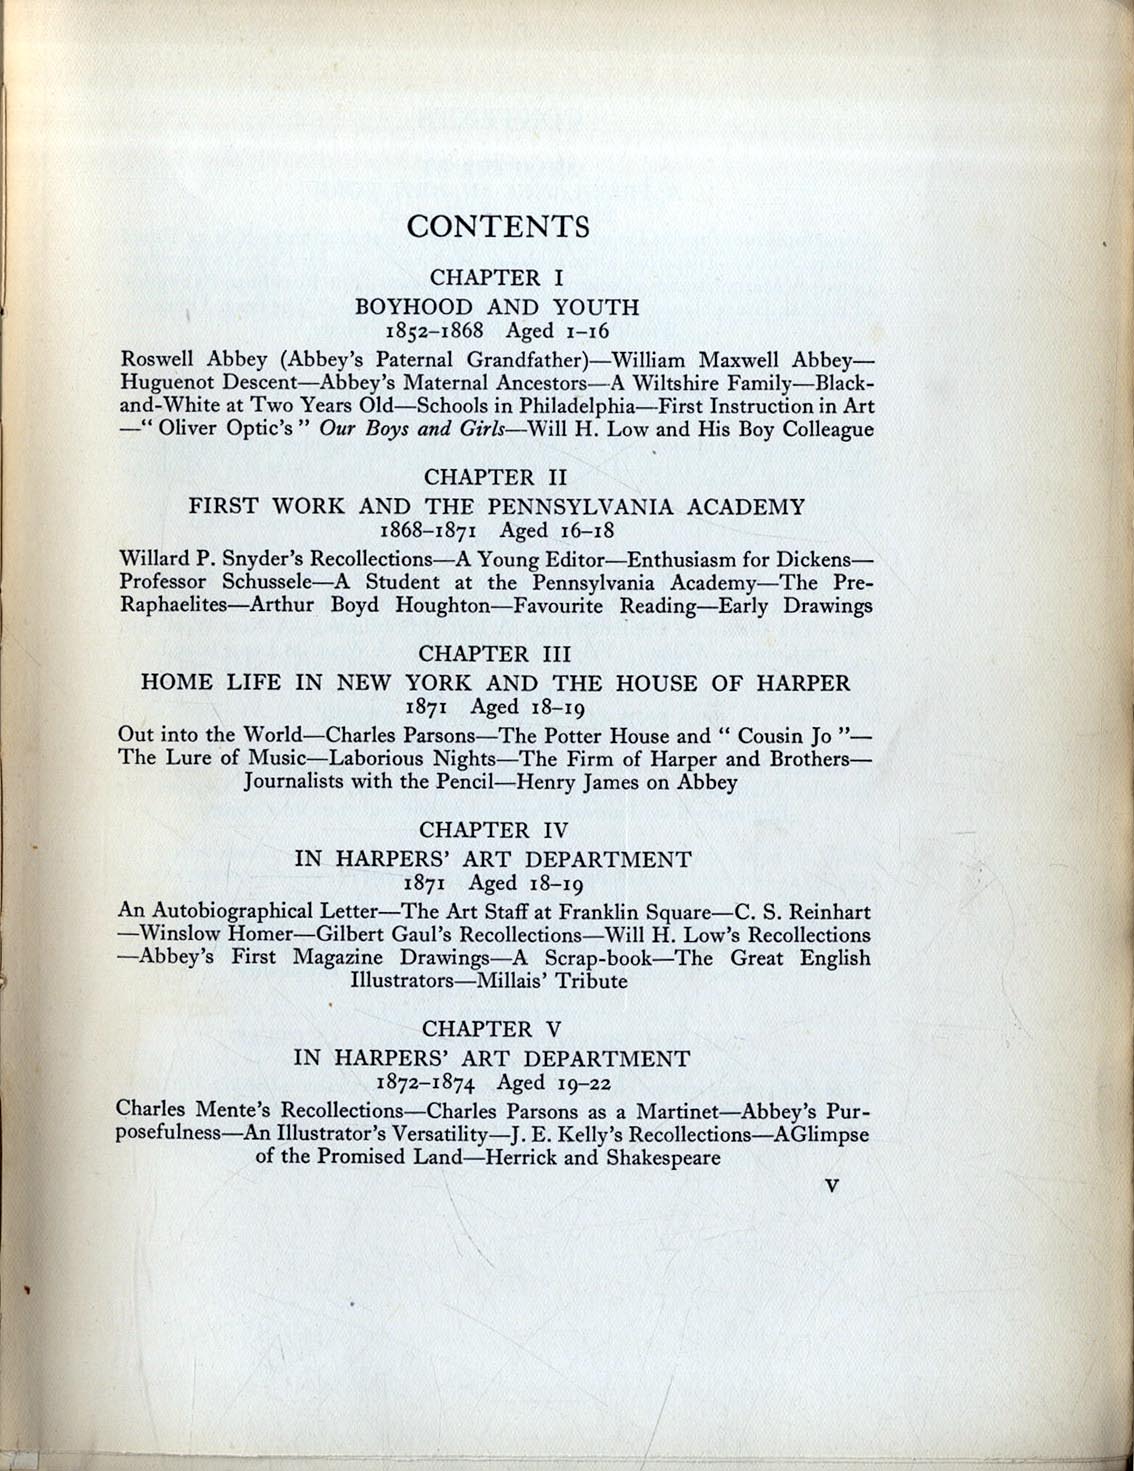 CONTENTS
CHAPTER I
BOYHOOD AND YOUTH
1852–1868 Aged 1–16
Roswell Abbey (Abbey's Paternal Grandfather)—William Maxwell Abbey—
Huguenot Descent—Abbey's Maternal Ancestors—A Wiltshire Family—Black-
and-White at Two Years Old—Schools in Philadelphia—First Instruction in Art
—“ Oliver Optic's ” Our Boys and Girls—Will H. Low and His Boy Colleague
CHAPTER II
FIRST WORK AND THE PENNSYLVANIA ACADEMY
1868–1871 Aged 16–18
Willard P. Snyder's Recollections—A Young Editor—Enthusiasm for Dickens—
Professor Schussele—A Student at the Pennsylvania Academy—The Pre-
Raphaelites—Arthur Boyd Houghton—Favourite Reading—Early Drawings
CHAPTER III
HOME LIFE IN NEW YORK AND THE HOUSE OF HARPER
1871 Aged 18–19
Out into the World—Charles Parsons—The Potter House and “ Cousin Jo ”—
The Lure of Music—Laborious Nights—The Firm of Harper and Brothers—
Journalists with the Pencil—Henry James on Abbey
CHAPTER IV
IN HARPERS' ART DEPARTMENT
1871 Aged 18–19
An Autobiographical Letter—The Art Staff at Franklin Square—C. S. Reinhart
—Winslow Homer—Gilbert Gaul's Recollections—Will H. Low's Recollections
—Abbey's First Magazine Drawings—A Scrap-book—The Great English
Illustrators—Millais' Tribute
CHAPTER V
IN HARPERS' ART DEPARTMENT
1872–1874 Aged 19–22
Charles Mente's Recollections—Charles Parsons as a Martinet—Abbey's Pur-
posefulness—An Illustrator's Versatility—J. E. Kelly's Recollections—AGlimpse
of the Promised Land—Herrick and Shakespeare
V